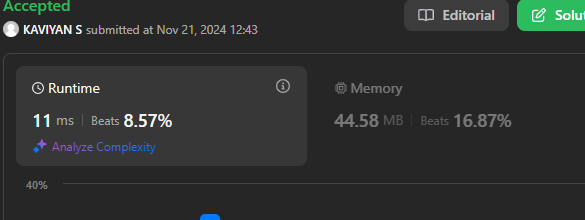 Accepted
Editorial
Solut
KAVIYAN S submitted at Nov 21, 2024 12:43
Runtime
Memory
11 ms | Beats 8.57%
44.58 MB | Beats 16.87%
Analyze Complexity
40%